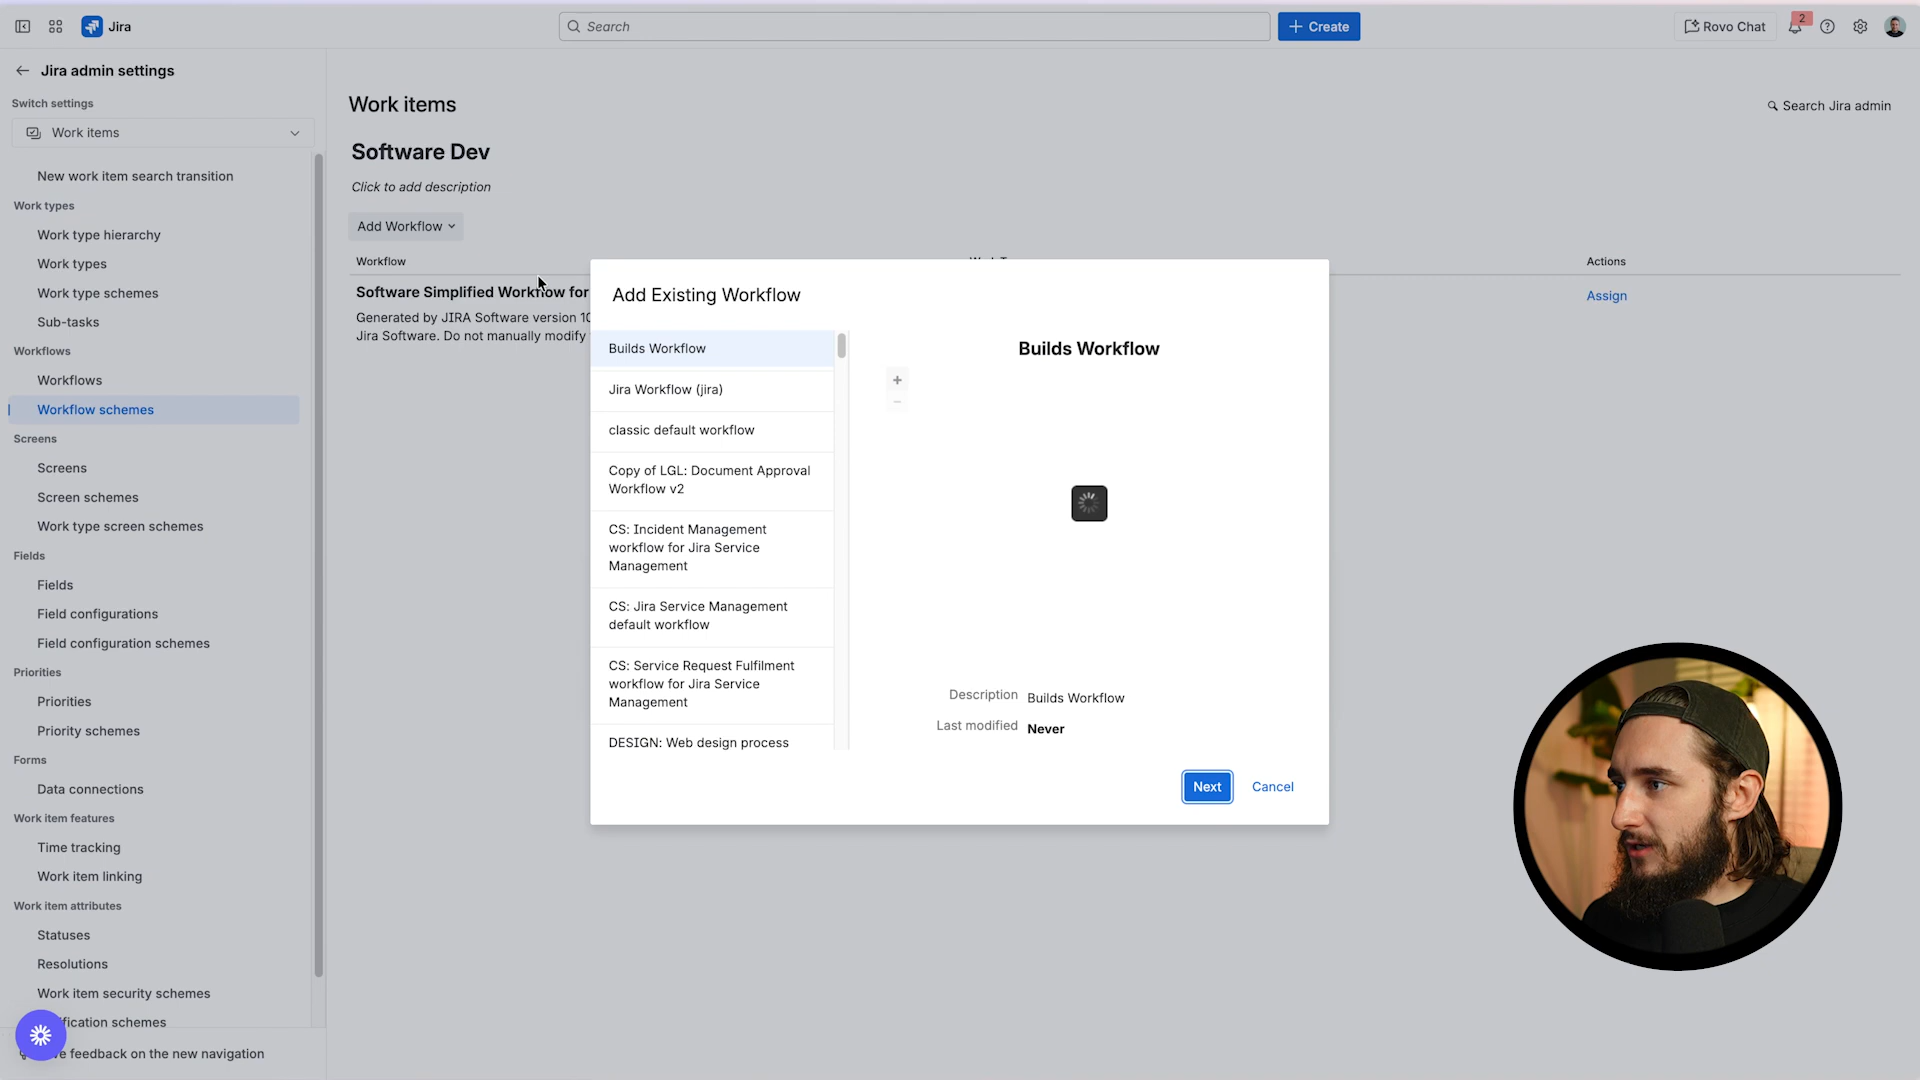 Jira
Search
Create
Rovo Chat
2
Jira admin settings
Switch settings
Work items
New work item search transition
Work types
Work type hierarchy
Work types
Work type schemes
Sub-tasks
Workflows
Workflows
Workflow schemes
Screens
Screens
Screen schemes
Work type screen schemes
Fields
Fields
Field configurations
Field configuration schemes
Priorities
Priorities
Priority schemes
Forms
Data connections
Work item features
Time tracking
Work item linking
Work item attributes
Statuses
Resolutions
Work item security schemes
fication schemes
feedback on the new navigation
Work items
Search Jira admin
Software Dev
Click to add description
Add Workflow
Workflow
Actions
Software Simplified Workflow for
Assign
Generated by JIRA Software version 10
Jira Software. Do not manually modify
Add Existing Workflow
Builds Workflow
Jira Workflow (jira)
classic default workflow
Copy of LGL: Document Approval
Workflow v2
CS: Incident Management
workflow for Jira Service
Management
CS: Jira Service Management
default workflow
CS: Service Request Fulfilment
workflow for Jira Service
Management
DESIGN: Web design process
Builds Workflow
+
-
Description Builds Workflow
Last modified Never
Next
Cancel